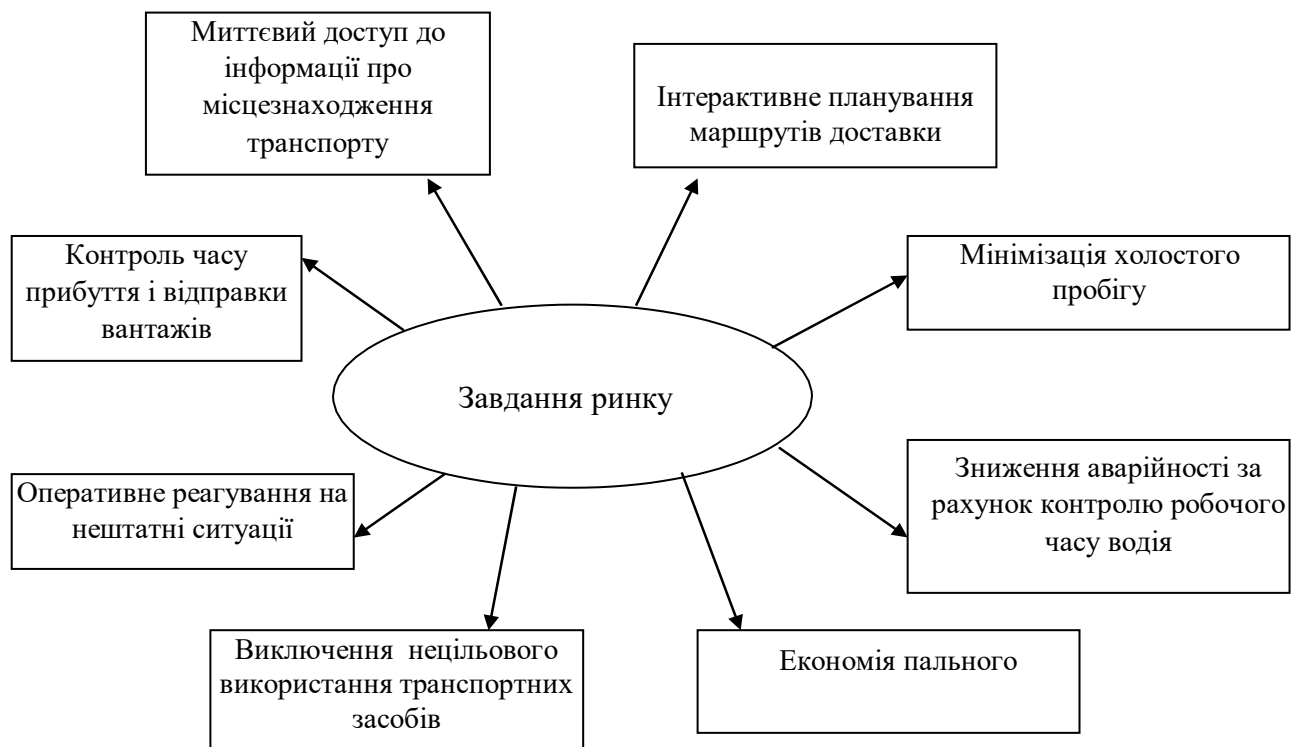 Миттєвий доступ до
інформації про
місцезнаходження
транспорту
Інтерактивне планування
маршрутів доставки
Контроль часу
прибуття і відправки
вантажів
Мінімізація холостого
пробігу
Завдання ринку
Оперативне реагування на
нештатні ситуації
Зниження аварійності за
рахунок контролю робочого
часу водія
Виключення нецільового
використання транспортних
засобів
Економія пального